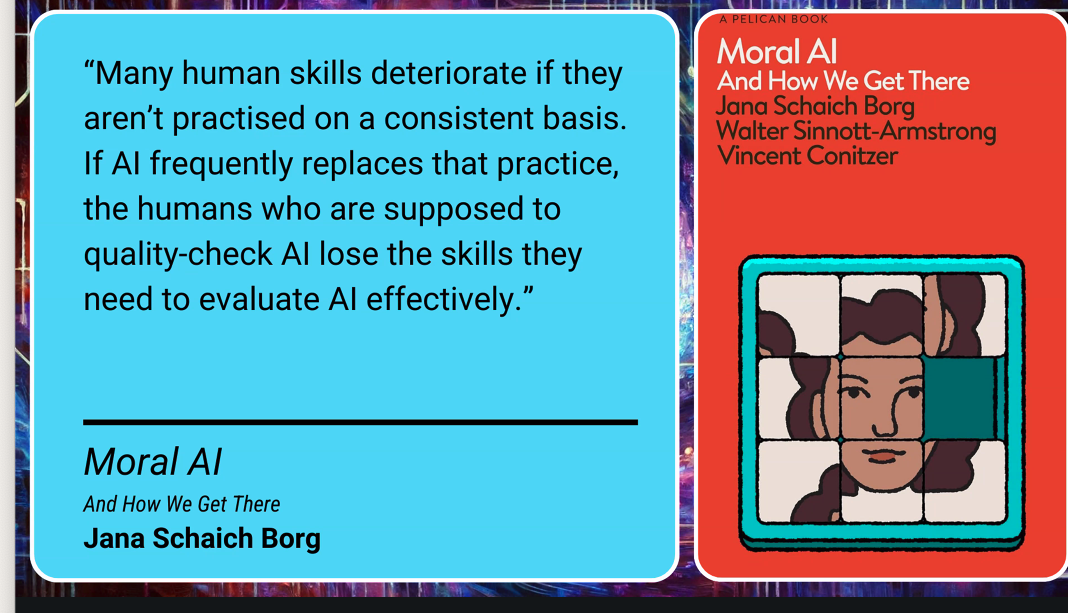 “Many human skills deteriorate if they
aren’t practised on a consistent basis.
If AI frequently replaces that practice,
the humans who are supposed to
quality-check AI lose the skills they
need to evaluate AI effectively.”
Moral AI
And How We Get There
Jana Schaich Borg
A PELICAN BOOK
Moral AI
And How We Get There
Jana Schaich Borg
Walter Sinnott-Armstrong
Vincent Conitzer